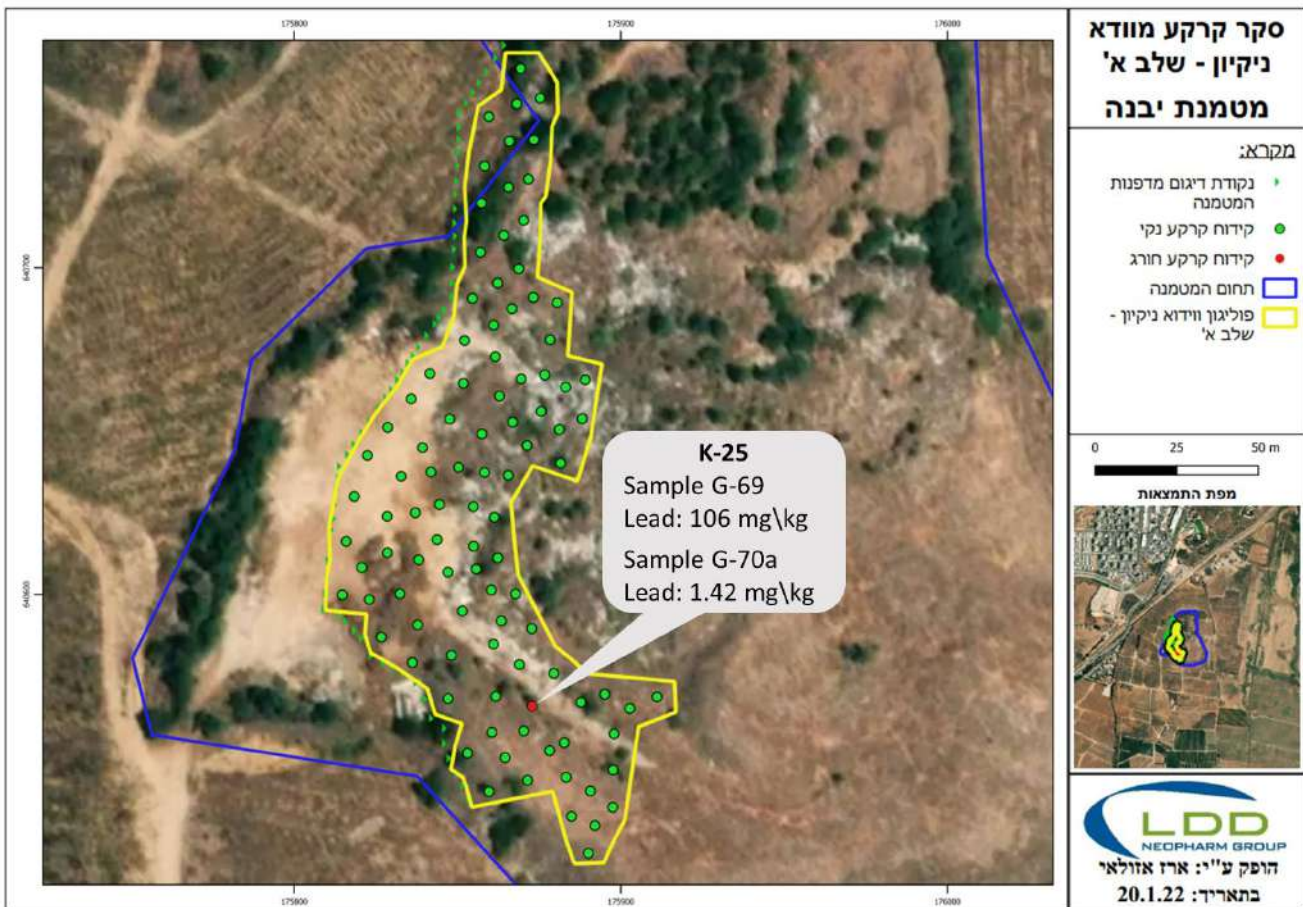 175800
175900
176000
640700
640600
K-25
Sample G-69
Lead: 106 mg\kg
Sample G-70a
Lead: 1.42 mg\kg
סקר קרקע מוודא
ניקיון - שלב א'
מטמנת יבנה
מקרא:
נקודת דיגום מדפנות
המטמנה
קידוח קרקע נקי
קידוח קרקע חורג
תחום המטמנה
פוליגון ווידוא ניקיון -
שלב א'
0 25 50 m
מפת התמצאות
LDD
NEOPHARM GROUP
הופק ע"י: ארז אזולאי
בתאריך: 20.1.22
175800
175900
176000